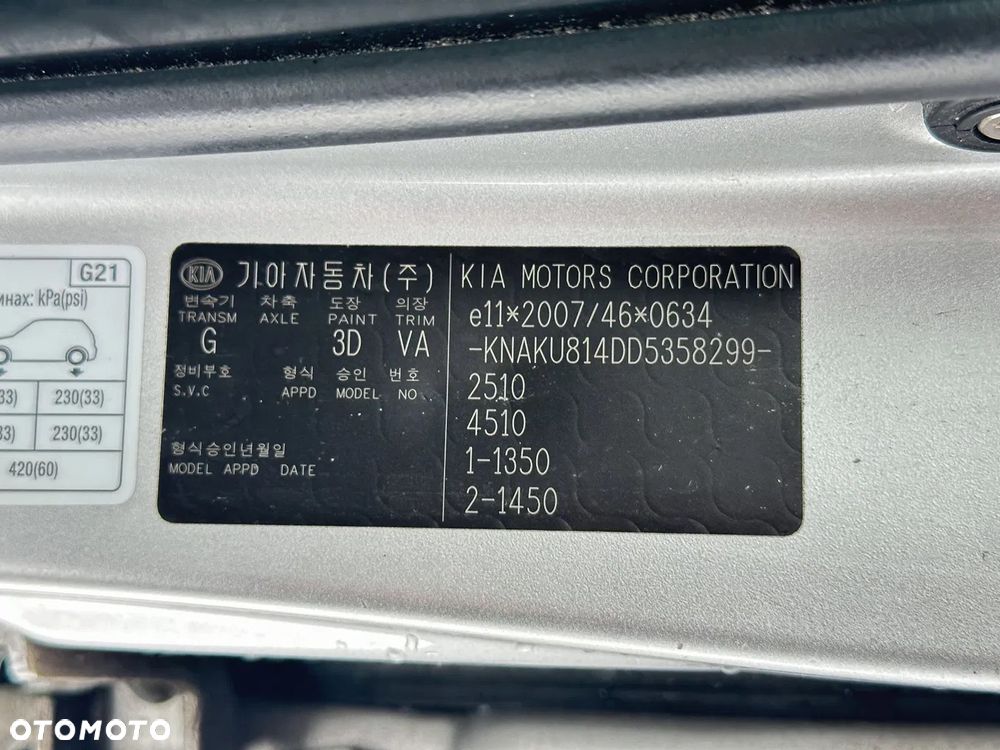 G21
инах: kPa(psi)
(33) 230(33)
(33) 230(33)
420(60)
KIA 기아자동차(주)
변속기 차축 도장 의장
TRANSM AXLE PAINT TRIM
G 3D VA
정비부호 형식 승인 번호
S.V.C APPD MODEL NO
형식승인년월일
MODEL APPD DATE
KIA MOTORS CORPORATION
e11*2007/46*0634
-KNAKU814DD5358299-
2510
4510
1-1350
2-1450
OTOMOTO